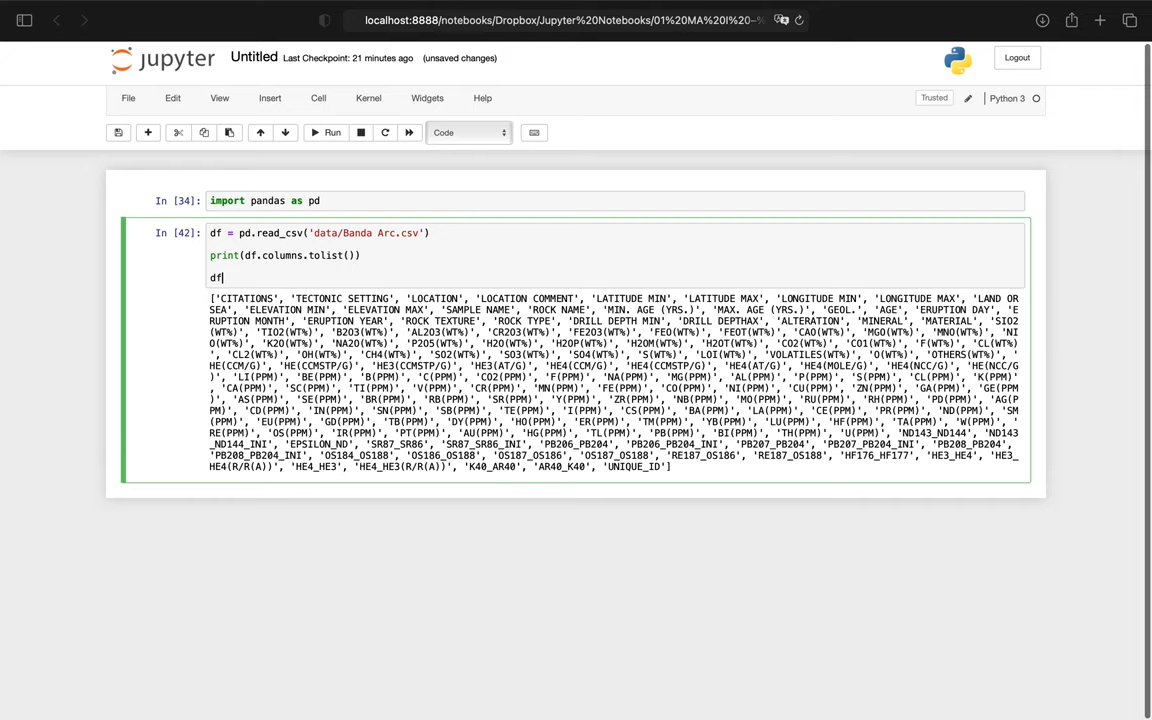 localhost:8888/notebooks/Dropbox/Jupyter%20Notebooks/01%20MA%20I%20–%
jupyter Untitled Last Checkpoint: 21 minutes ago (unsaved changes) Logout
File Edit View Insert Cell Kernel Widgets Help Trusted Python 3
Run Code
In [34]: import pandas as pd
In [42]: df = pd.read_csv('data/Banda Arc.csv')
print(df.columns.tolist())
df
['CITATIONS', 'TECTONIC SETTING', 'LOCATION', 'LOCATION COMMENT', 'LATITUDE MIN', 'LATITUDE MAX', 'LONGITUDE MIN', 'LONGITUDE MAX', 'LAND OR
SEA', 'ELEVATION MIN', 'ELEVATION MAX', 'SAMPLE NAME', 'ROCK NAME', 'MIN. AGE (YRS.)', 'MAX. AGE (YRS.)', 'GEOL.', 'AGE', 'ERUPTION DAY', 'E
RUPTION MONTH', 'ERUPTION YEAR', 'ROCK TEXTURE', 'ROCK TYPE', 'DRILL DEPTH MIN', 'DRILL DEPTHAX', 'ALTERATION', 'MINERAL', 'MATERIAL', 'SIO2
(WT%)', 'TIO2(WT%)', 'B2O3(WT%)', 'AL2O3(WT%)', 'CR2O3(WT%)', 'FE2O3(WT%)', 'FEO(WT%)', 'FEOT(WT%)', 'CAO(WT%)', 'MGO(WT%)', 'MNO(WT%)', 'NI
O(WT%)', 'K2O(WT%)', 'NA2O(WT%)', 'P2O5(WT%)', 'H2O(WT%)', 'H2OP(WT%)', 'H2OM(WT%)', 'H2OT(WT%)', 'CO2(WT%)', 'CO1(WT%)', 'F(WT%)', 'CL(WT%)
', 'CL2(WT%)', 'OH(WT%)', 'CH4(WT%)', 'SO2(WT%)', 'SO3(WT%)', 'SO4(WT%)', 'S(WT%)', 'LOI(WT%)', 'VOLATILES(WT%)', 'O(WT%)', 'OTHERS(WT%)', '
HE(CCM/G)', 'HE(CCMSTP/G)', 'HE3(CCMSTP/G)', 'HE3(AT/G)', 'HE4(CCM/G)', 'HE4(CCMSTP/G)', 'HE4(AT/G)', 'HE4(MOLE/G)', 'HE4(NCC/G)', 'HE(NCC/G
)', 'LI(PPM)', 'BE(PPM)', 'B(PPM)', 'C(PPM)', 'CO2(PPM)', 'F(PPM)', 'NA(PPM)', 'MG(PPM)', 'AL(PPM)', 'P(PPM)', 'S(PPM)', 'CL(PPM)', 'K(PPM)'
, 'CA(PPM)', 'SC(PPM)', 'TI(PPM)', 'V(PPM)', 'CR(PPM)', 'MN(PPM)', 'FE(PPM)', 'CO(PPM)', 'NI(PPM)', 'CU(PPM)', 'ZN(PPM)', 'GA(PPM)', 'GE(PPM
)', 'AS(PPM)', 'SE(PPM)', 'BR(PPM)', 'RB(PPM)', 'SR(PPM)', 'Y(PPM)', 'ZR(PPM)', 'NB(PPM)', 'MO(PPM)', 'RU(PPM)', 'RH(PPM)', 'PD(PPM)', 'AG(P
PM)', 'CD(PPM)', 'IN(PPM)', 'SN(PPM)', 'SB(PPM)', 'TE(PPM)', 'I(PPM)', 'CS(PPM)', 'BA(PPM)', 'LA(PPM)', 'CE(PPM)', 'PR(PPM)', 'ND(PPM)', 'SM
(PPM)', 'EU(PPM)', 'GD(PPM)', 'TB(PPM)', 'DY(PPM)', 'HO(PPM)', 'ER(PPM)', 'TM(PPM)', 'YB(PPM)', 'LU(PPM)', 'HF(PPM)', 'TA(PPM)', 'W(PPM)', '
RE(PPM)', 'OS(PPM)', 'IR(PPM)', 'PT(PPM)', 'AU(PPM)', 'HG(PPM)', 'TL(PPM)', 'PB(PPM)', 'BI(PPM)', 'TH(PPM)', 'U(PPM)', 'ND143_ND144', 'ND143
_ND144_INI', 'EPSILON_ND', 'SR87_SR86', 'SR87_SR86_INI', 'PB206_PB204', 'PB206_PB204_INI', 'PB207_PB204', 'PB207_PB204_INI', 'PB208_PB204',
'PB208_PB204_INI', 'OS184_OS188', 'OS186_OS188', 'OS187_OS186', 'OS187_OS188', 'RE187_OS186', 'RE187_OS188', 'HF176_HF177', 'HE3_HE4', 'HE3_
HE4(R/R(A))', 'HE4_HE3', 'HE4_HE3(R/R(A))', 'K40_AR40', 'AR40_K40', 'UNIQUE_ID']